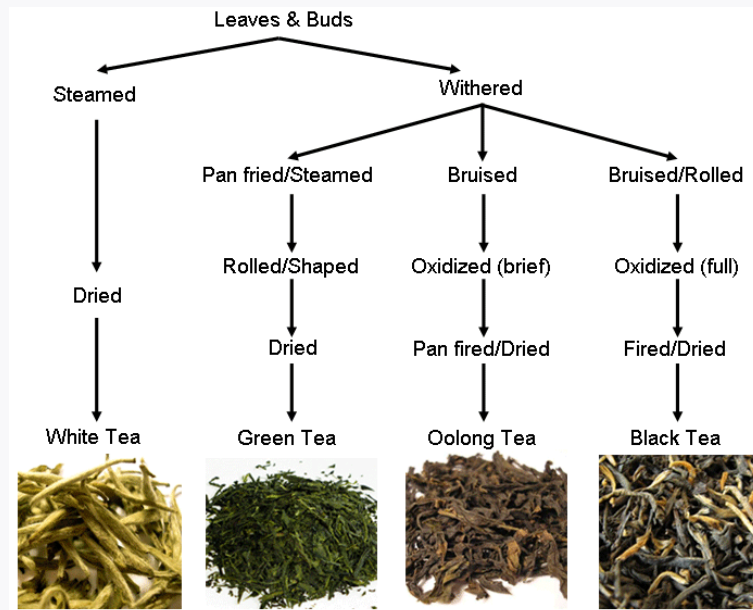 Leaves & Buds
Steamed
Withered
Pan fried/Steamed
Bruised
Bruised/Rolled
Rolled/Shaped
Oxidized (brief)
Oxidized (full)
Dried
Dried
Pan fired/Dried
Fired/Dried
White Tea
Green Tea
Oolong Tea
Black Tea